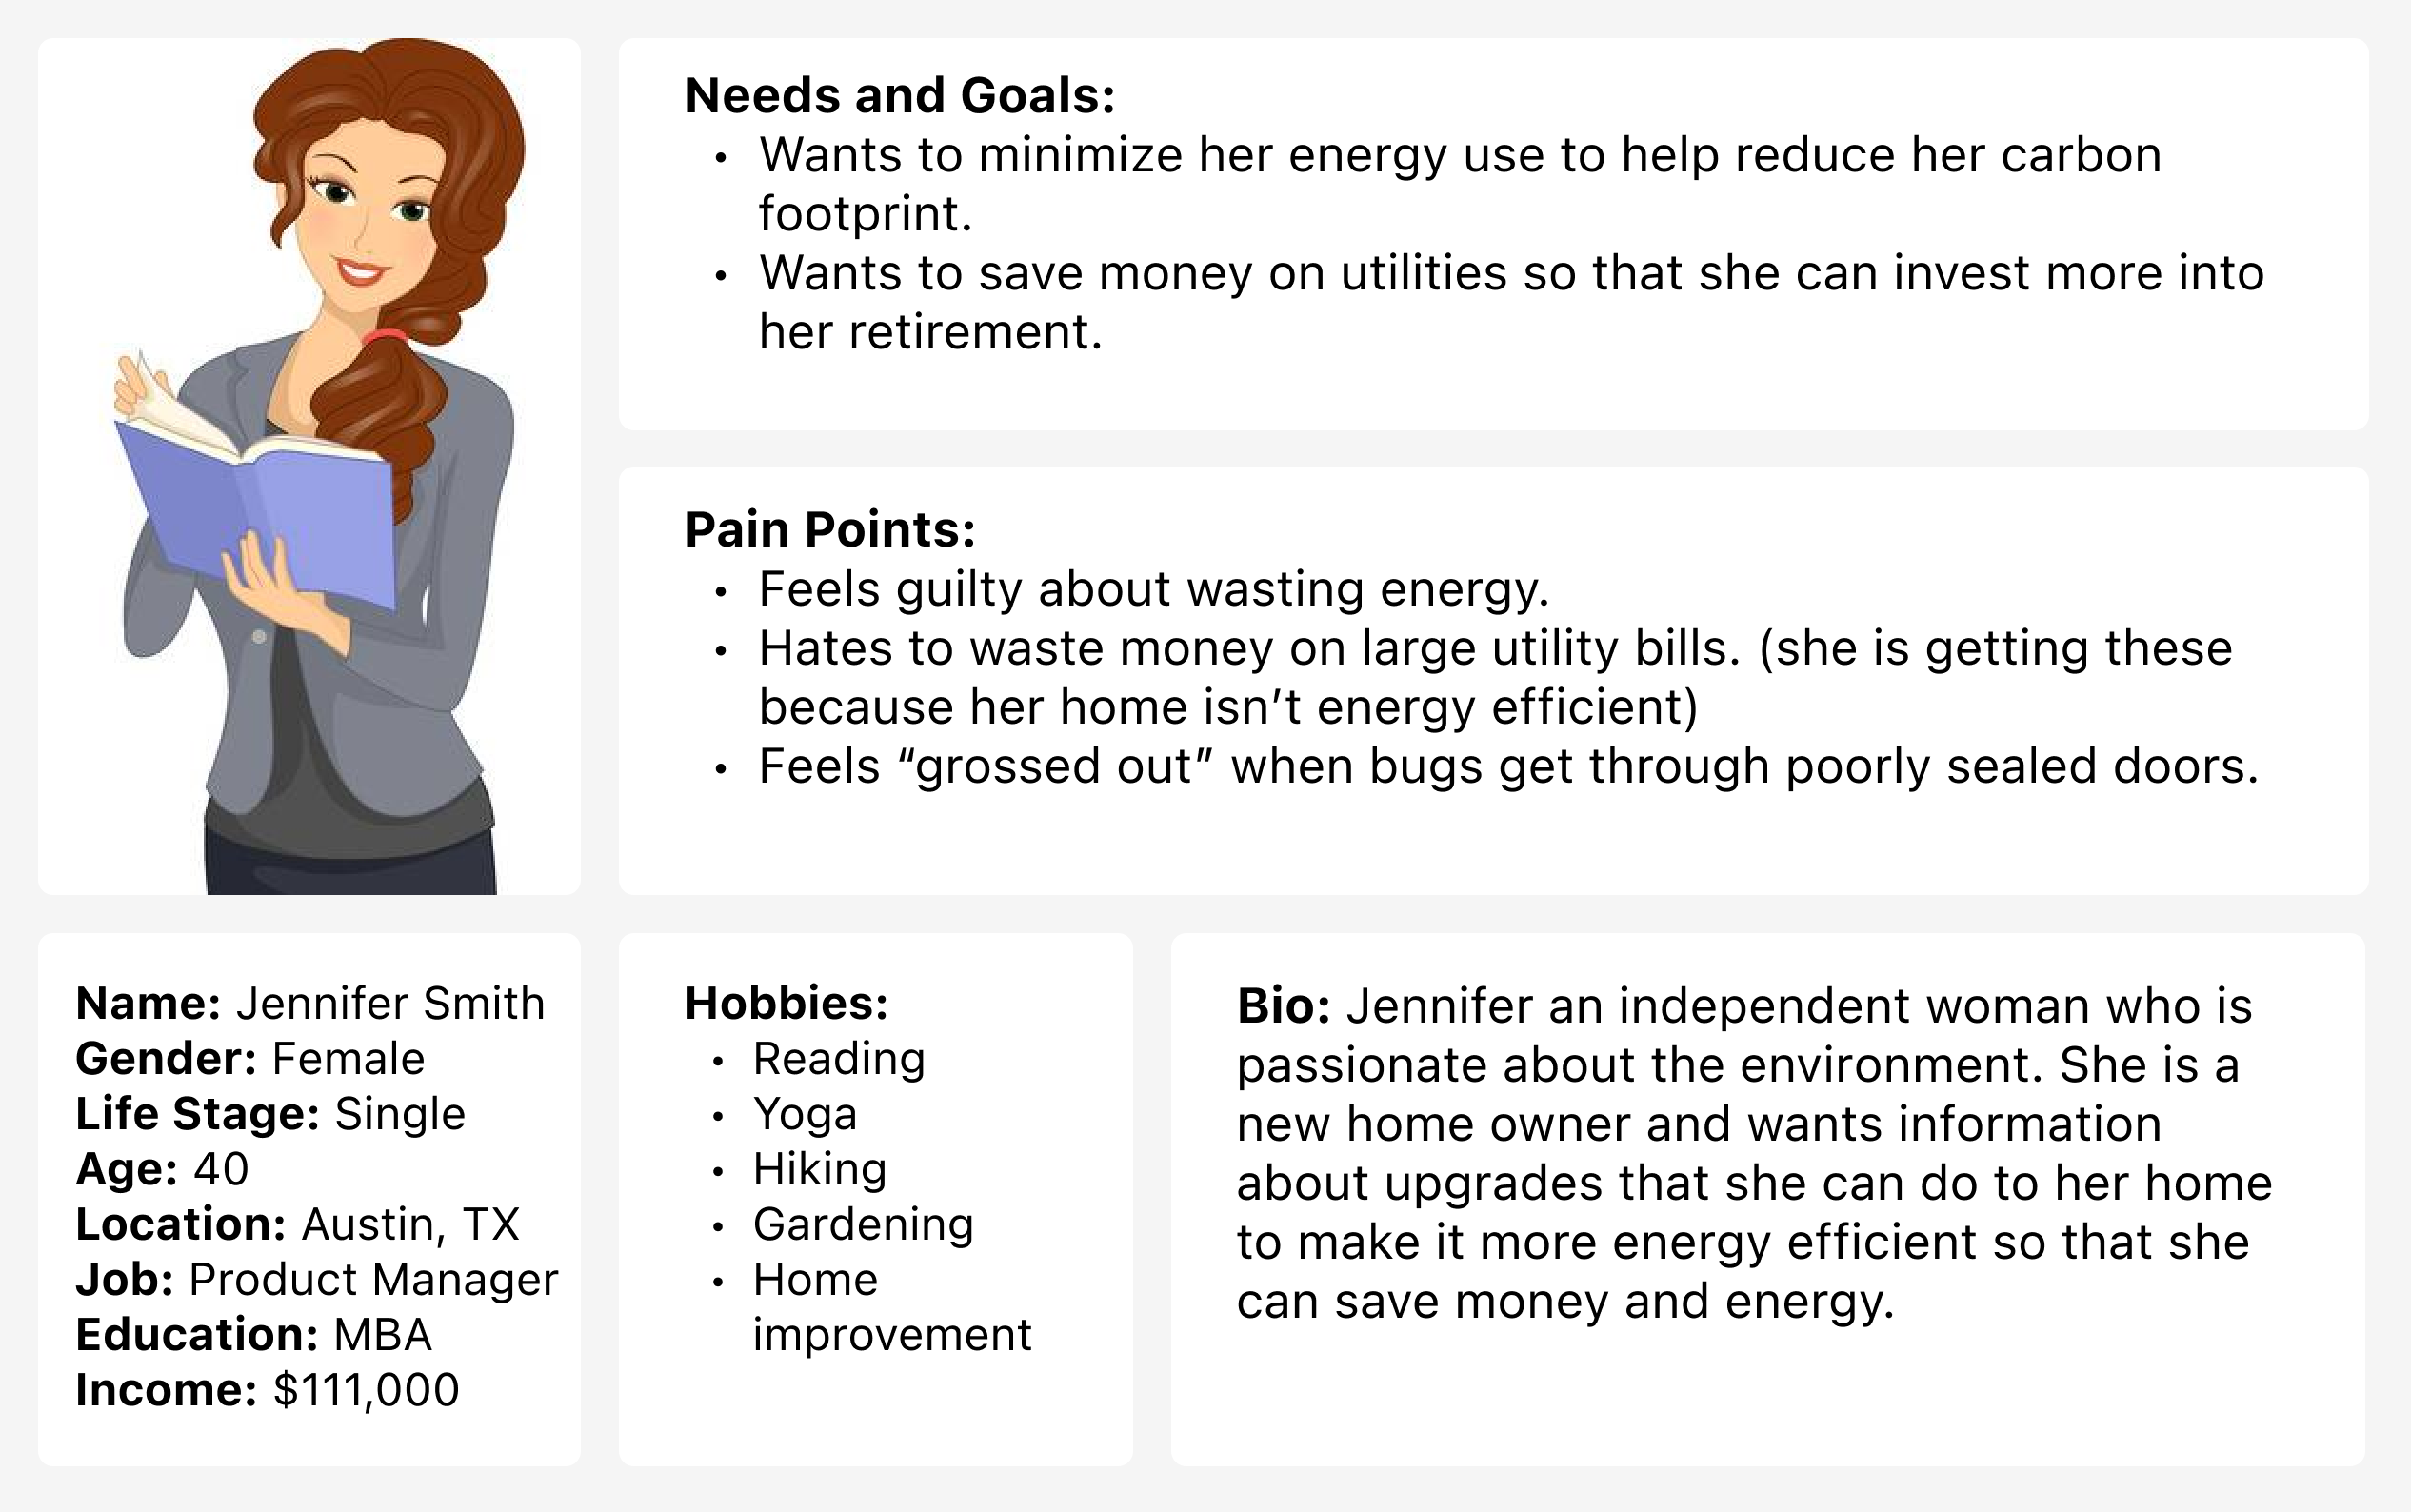 Needs and Goals:
• Wants to minimize her energy use to help reduce her carbon
footprint.
• Wants to save money on utilities so that she can invest more into
her retirement.
Pain Points:
• Feels guilty about wasting energy.
• Hates to waste money on large utility bills. (she is getting these
because her home isn’t energy efficient)
• Feels “grossed out” when bugs get through poorly sealed doors.
Name: Jennifer Smith
Gender: Female
Life Stage: Single
Age: 40
Location: Austin, TX
Job: Product Manager
Education: MBA
Income: $111,000
Hobbies:
• Reading
• Yoga
• Hiking
• Gardening
• Home
improvement
Bio: Jennifer an independent woman who is
passionate about the environment. She is a
new home owner and wants information
about upgrades that she can do to her home
to make it more energy efficient so that she
can save money and energy.